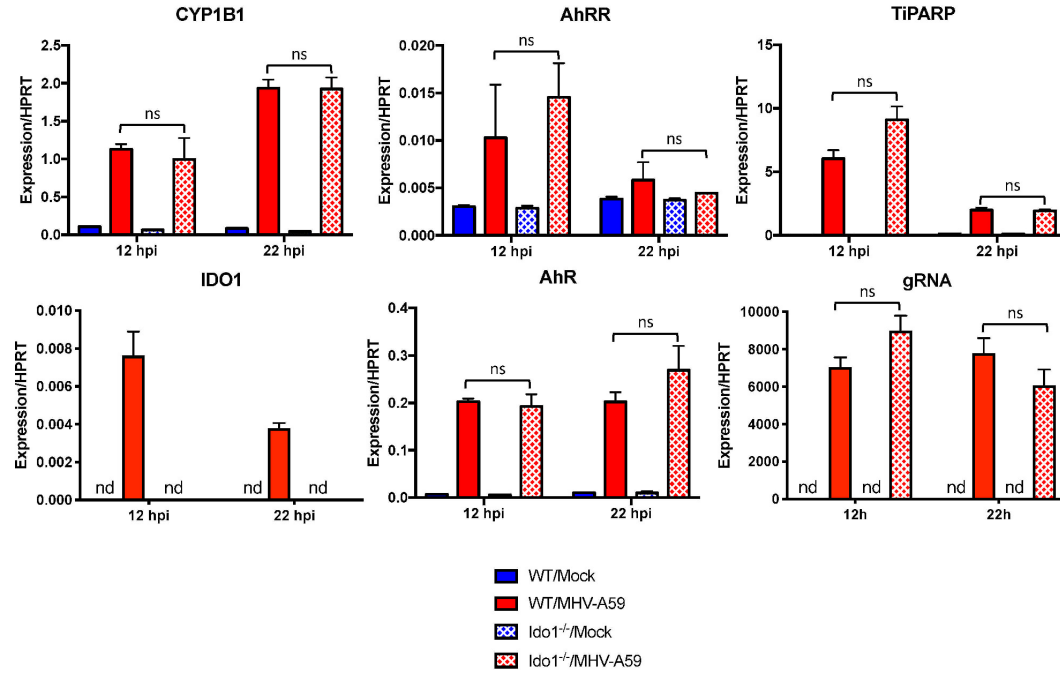 CYP1B1
Expression/HPRT
2.5
2.0
1.5
1.0
0.5
0.0
ns
ns
12 hpi
22 hpi
AhRR
Expression/HPRT
0.020
0.015
0.010
0.005
0.000
ns
ns
12 hpi
22 hpi
TiPARP
Expression/HPRT
15
10
5
0
ns
ns
12 hpi
22 hpi
IDO1
Expression/HPRT
0.010
0.008
0.006
0.004
0.002
0.000
nd
nd
nd
nd
12 hpi
22 hpi
AhR
Expression/HPRT
0.4
0.3
0.2
0.1
0.0
ns
ns
12 hpi
22 hpi
gRNA
Expression/HPRT
10000
8000
6000
4000
2000
0
ns
ns
nd
nd
nd
nd
12h
22h
WT/Mock
WT/MHV-A59
Ido1-/-/Mock
Ido1-/-/MHV-A59